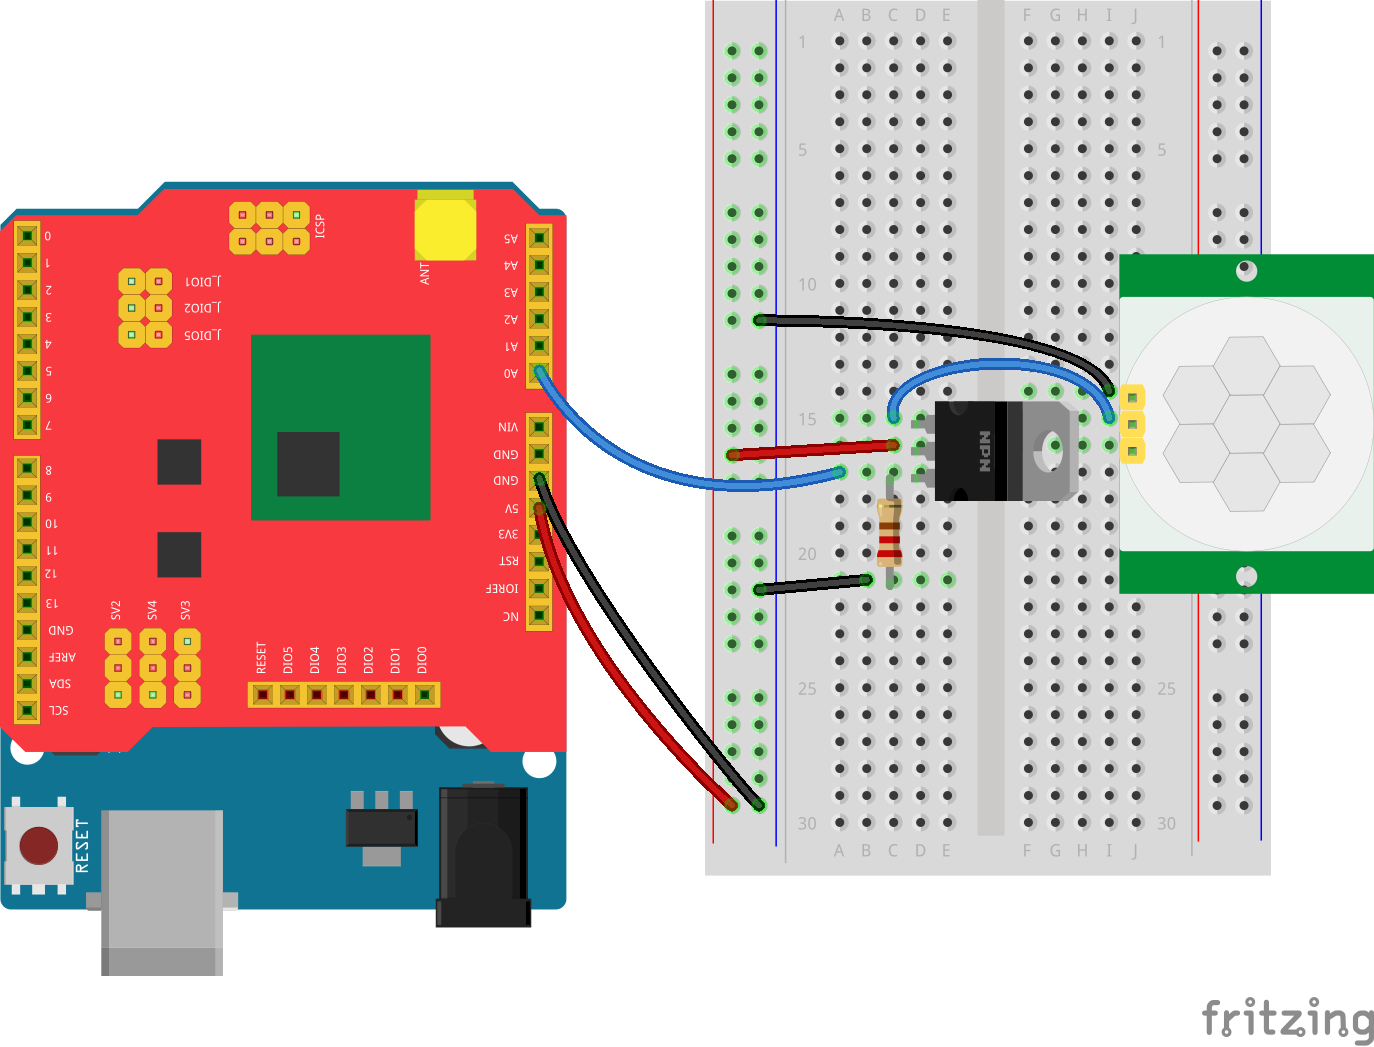 A B C D E F G H I J
1 1
5 5
10
15
20
25 25
30 30
A B C D E F G H I J
ICSP
ANT
J_DIO1
J_DIO2
J_DIO5
0
1
2
3
4
5
6
7
8
9
10
11
12
13
GND
AREF
SDA
SCL
A5
A4
A3
A2
A1
A0
VIN
GND
GND
5V
3V3
RST
IOREF
NC
SV2 SV4 SV3
RESET DIO5 DIO4 DIO3 DIO2 DIO1 DIO0
RESET
NPN
fritzing